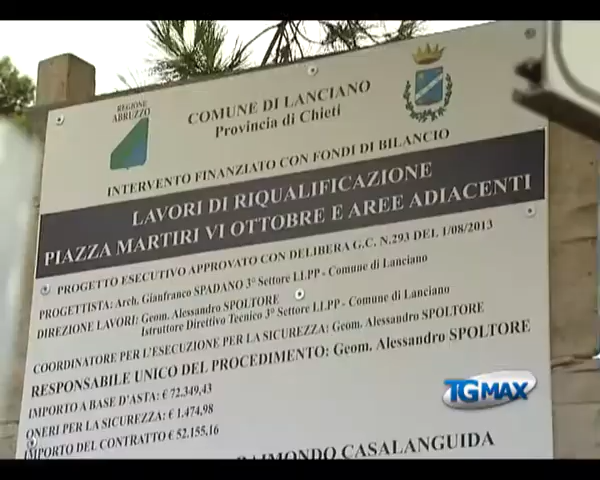 REGIONE
ABRUZZO
COMUNE DI LANCIANO
Provincia di Chieti
INTERVENTO FINANZIATO CON FONDI DI BILANCIO
LAVORI DI RIQUALIFICAZIONE
PIAZZA MARTIRI VI OTTOBRE E AREE ADIACENTI
PROGETTO ESECUTIVO APPROVATO CON DELIBERA G.C. N.293 DEL 1/08/2013
PROGETTISTA: Arch. Gianfranco SPADANO 3° Settore LL.PP - Comune di Lanciano
DIREZIONE LAVORI: Geom. Alessandro SPOLTORE
Istruttore Direttivo Tecnico 3° Settore LL.PP - Comune di Lanciano
COORDINATORE PER L'ESECUZIONE PER LA SICUREZZA: Geom. Alessandro SPOLTORE
RESPONSABILE UNICO DEL PROCEDIMENTO: Geom. Alessandro SPOLTORE
IMPORTO A BASE D'ASTA: € 72.349,43
ONERI PER LA SICUREZZA: € 1.474,98
IMPORTO DEL CONTRATTO € 52.155,16
RAIMONDO CASALANGUIDA
TGMAX